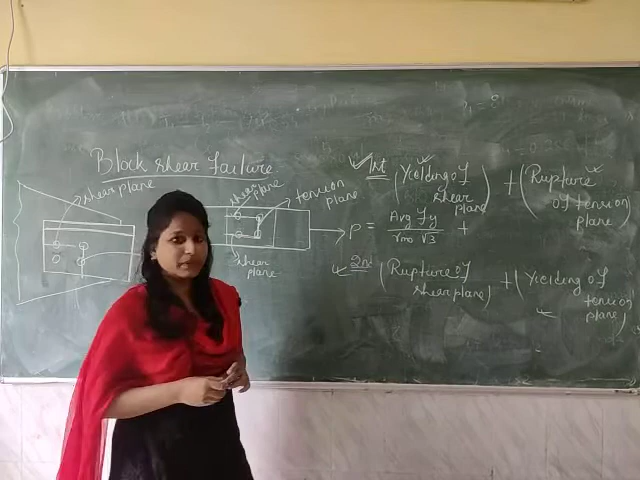 Block shear failure
shear plane
shear
plane
tension
plane
shear
plane
1st (Yielding of
shear
plane) + (Rupture
of tension
plane)
P = Avg fy / γmo √3 +
2nd (Rupture of
shear plane) + (Yielding of
tension
plane)